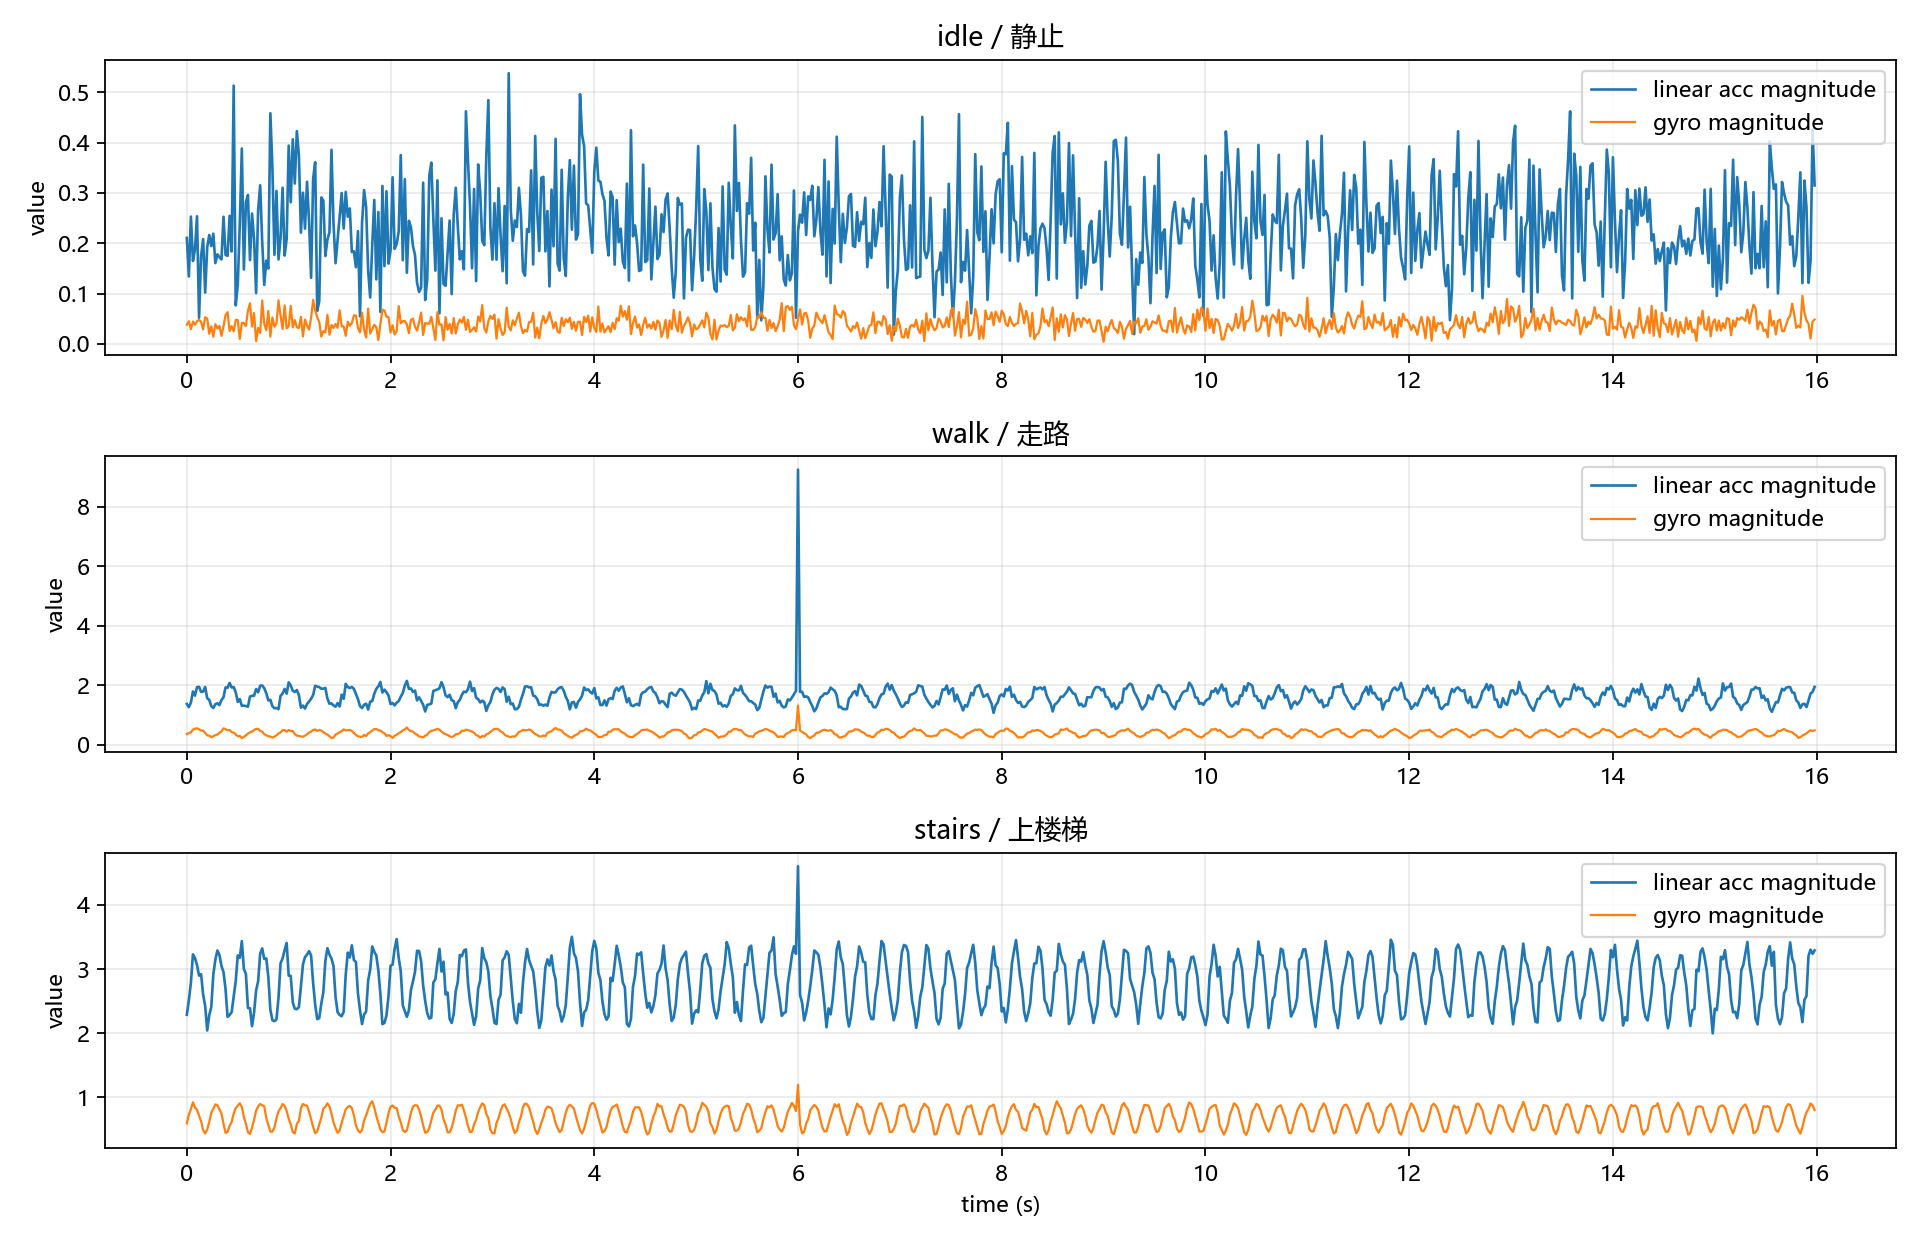 idle / 静止
value
0.5
0.4
0.3
0.2
0.1
0.0
linear acc magnitude
gyro magnitude
0 2 4 6 8 10 12 14 16
walk / 走路
value
8
6
4
2
0
linear acc magnitude
gyro magnitude
0 2 4 6 8 10 12 14 16
stairs / 上楼梯
value
4
3
2
1
linear acc magnitude
gyro magnitude
0 2 4 6 8 10 12 14 16
time (s)